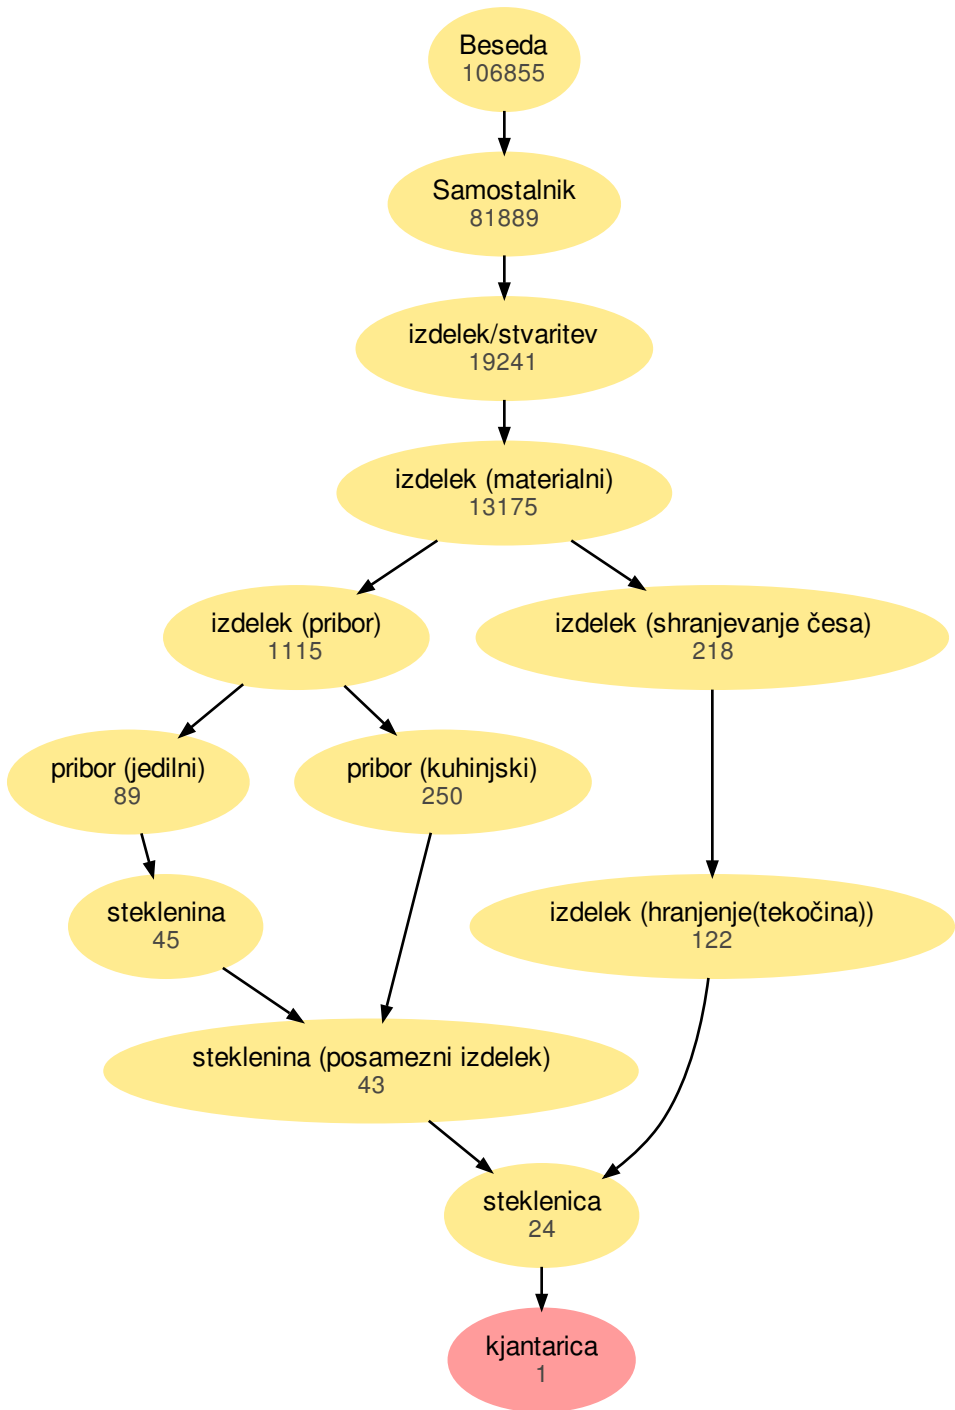 Beseda
106855
Samostalnik
81889
izdelek/stvaritev
19241
izdelek (materialni)
13175
izdelek (pribor)
1115
izdelek (shranjevanje česa)
218
pribor (jedilni)
89
pribor (kuhinjski)
250
steklenina
45
izdelek (hranjenje(tekočina))
122
steklenina (posamezni izdelek)
43
steklenica
24
kjantarica
1